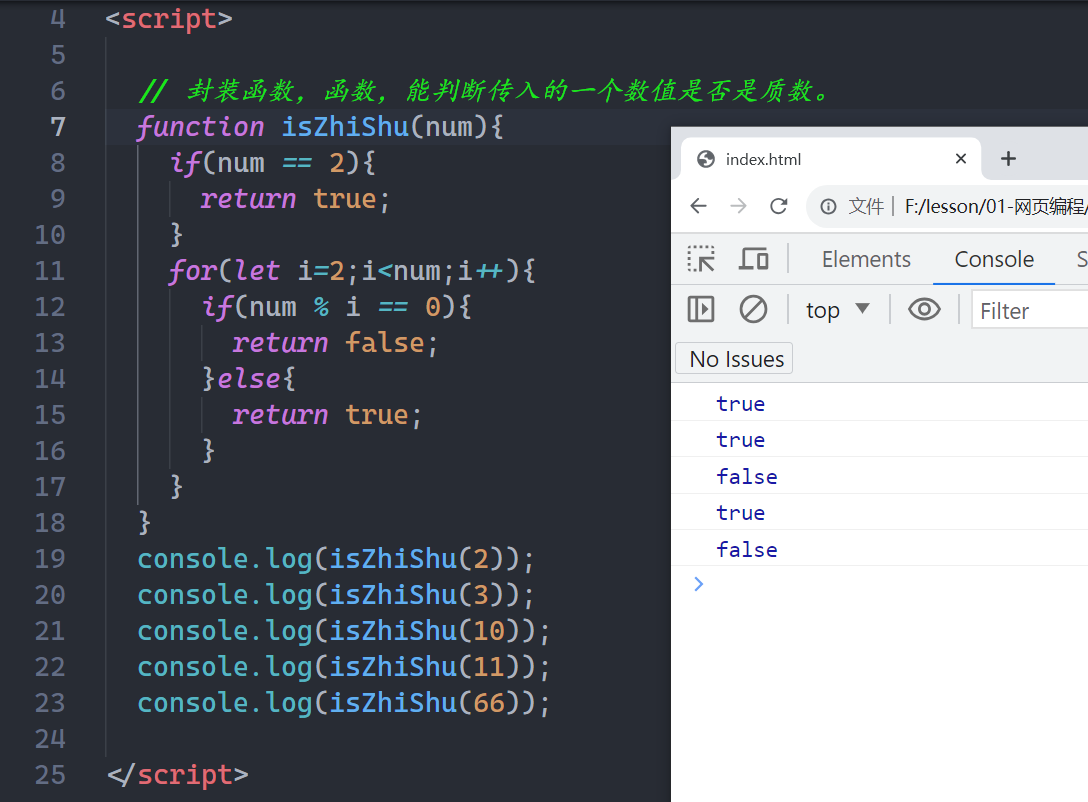 4 <script>
5
6 // 封装函数，函数，能判断传入的一个数值是否是质数。
7 function isZhiShu(num){
8 if(num == 2){
9 return true;
10 }
11 for(let i=2;i<num;i++){
12 if(num % i == 0){
13 return false;
14 }else{
15 return true;
16 }
17 }
18 }
19 console.log(isZhiShu(2));
20 console.log(isZhiShu(3));
21 console.log(isZhiShu(10));
22 console.log(isZhiShu(11));
23 console.log(isZhiShu(66));
24
25 </script>
index.html
文件 F:/lesson/01-网页编程/
Elements Console S
top Filter
No Issues
true
true
false
true
false